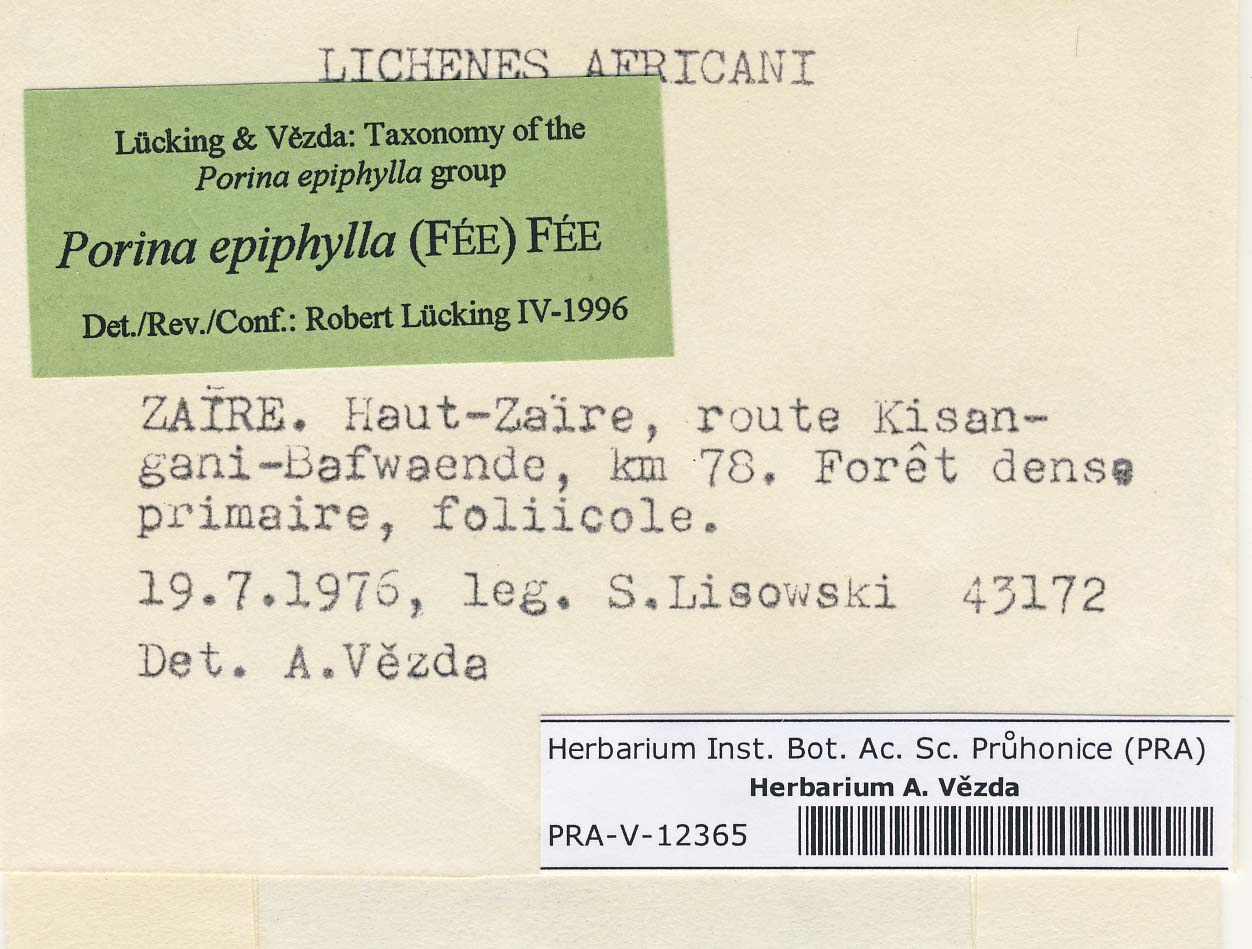 LICHENES AFRICANI
Lücking & Vězda: Taxonomy of the
Porina epiphylla group
Porina epiphylla (FÉE) FÉE
Det./Rev./Conf.: Robert Lücking IV-1996
ZAÏRE. Haut-Zaïre, route Kisan-
gani-Bafwaende, km 78. Forêt dense
primaire, foliicole.
19.7.1976, leg. S.Lisowski 43172
Det. A.Vězda
Herbarium Inst. Bot. Ac. Sc. Průhonice (PRA)
Herbarium A. Vězda
PRA-V-12365